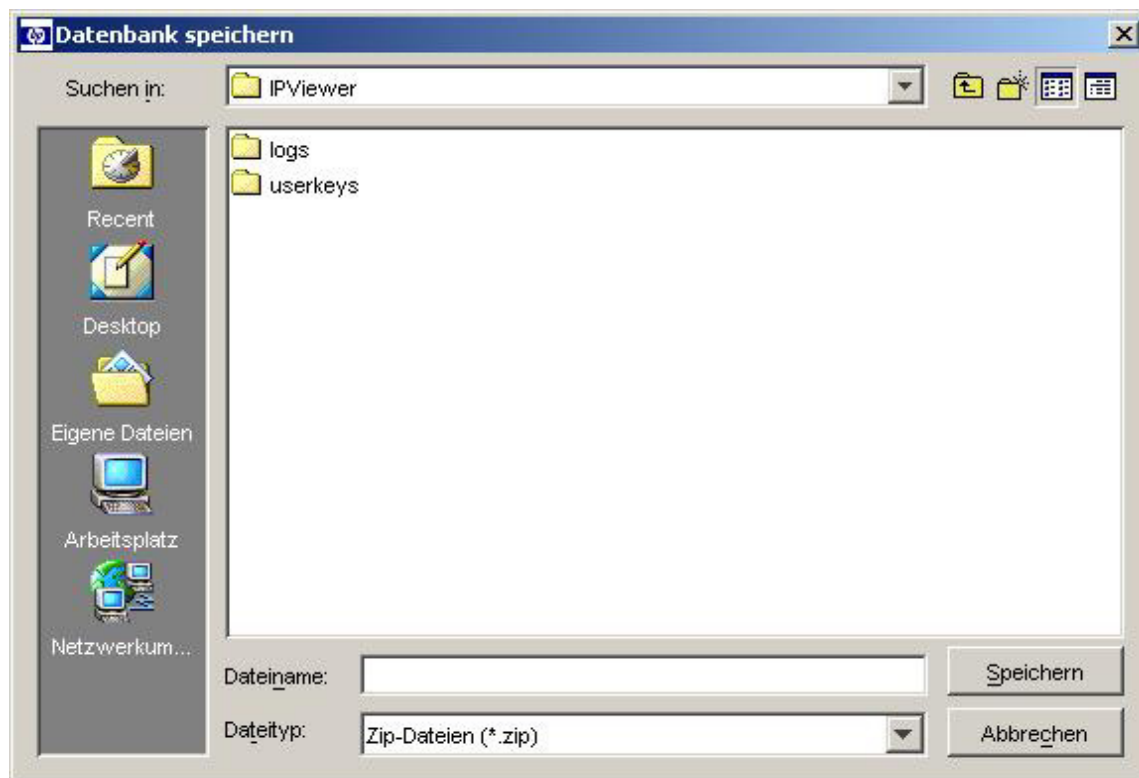 Datenbank speichern
Suchen in:
IPViewer
logs
userkeys
Recent
Desktop
Eigene Dateien
Arbeitsplatz
Netzwerkum...
Dateiname:
Speichern
Dateityp:
Zip-Dateien (*.zip)
Abbrechen